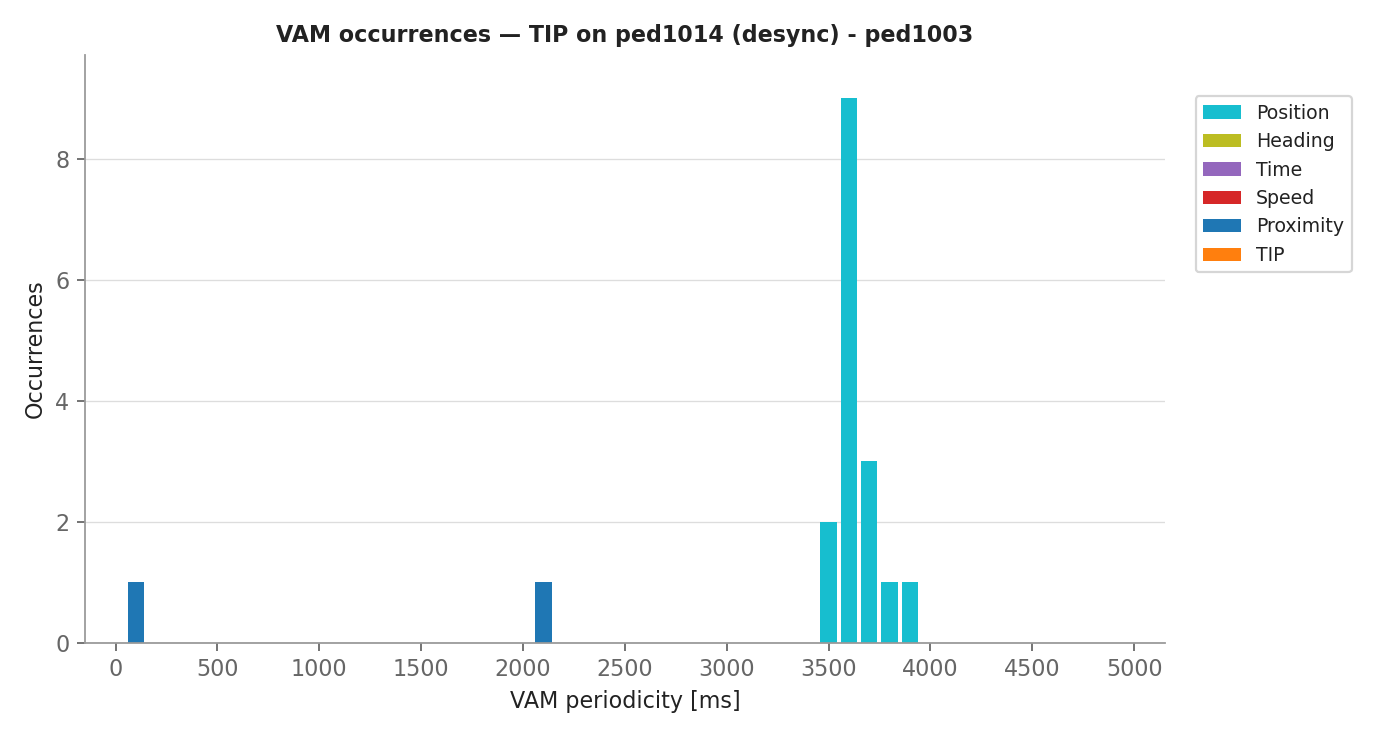 VAM occurrences — TIP on ped1014 (desync) - ped1003
Position
Heading
Time
Speed
Proximity
TIP
Occurrences
8
6
4
2
0
0 500 1000 1500 2000 2500 3000 3500 4000 4500 5000
VAM periodicity [ms]